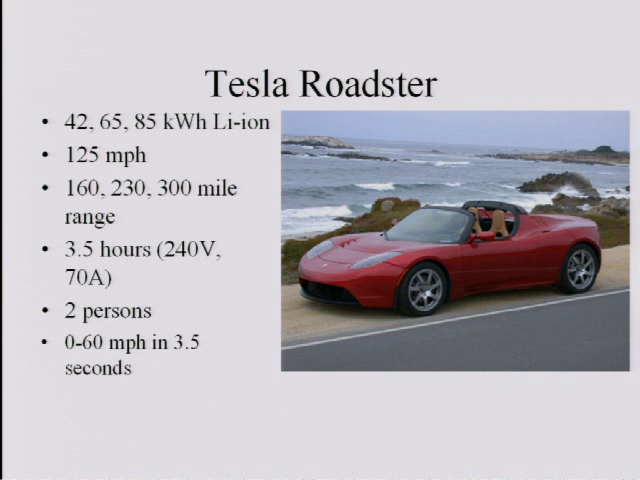 Tesla Roadster
• 42, 65, 85 kWh Li-ion
• 125 mph
• 160, 230, 300 mile
range
• 3.5 hours (240V,
70A)
• 2 persons
• 0-60 mph in 3.5
seconds